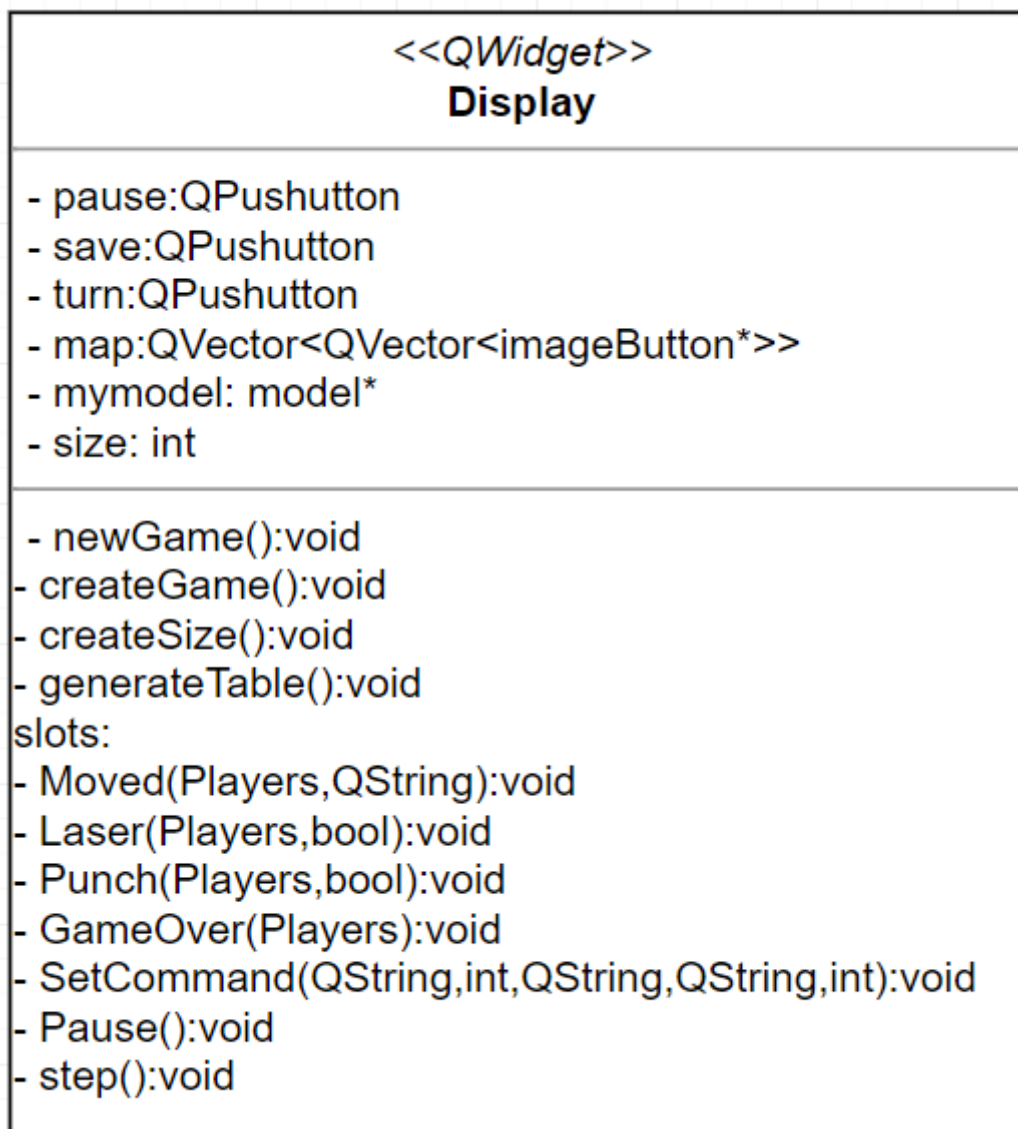 <<QWidget>>
Display
- pause:QPushutton
- save:QPushutton
- turn:QPushutton
- map:QVector<QVector<imageButton*>>
- mymodel: model*
- size: int
- newGame():void
- createGame():void
- createSize():void
- generateTable():void
slots:
- Moved(Players,QString):void
- Laser(Players,bool):void
- Punch(Players,bool):void
- GameOver(Players):void
- SetCommand(QString,int,QString,QString,int):void
- Pause():void
- step():void